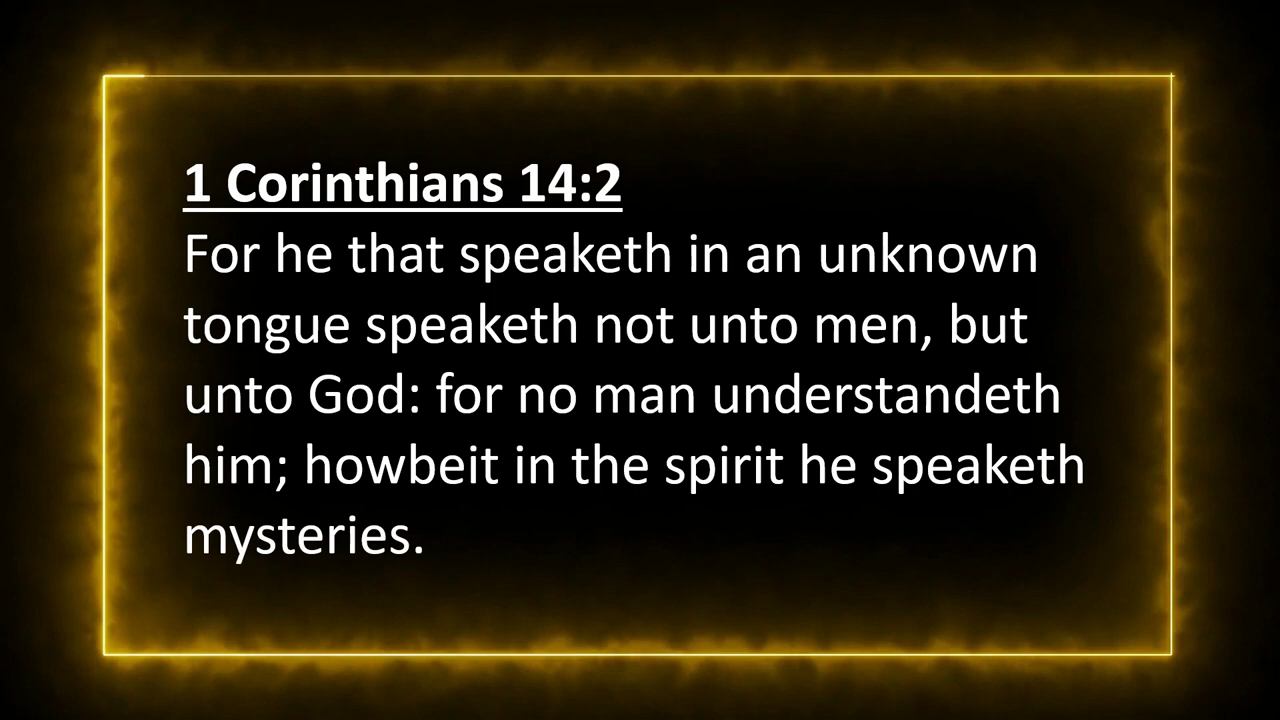 1 Corinthians 14:2
For he that speaketh in an unknown
tongue speaketh not unto men, but
unto God: for no man understandeth
him; howbeit in the spirit he speaketh
mysteries.